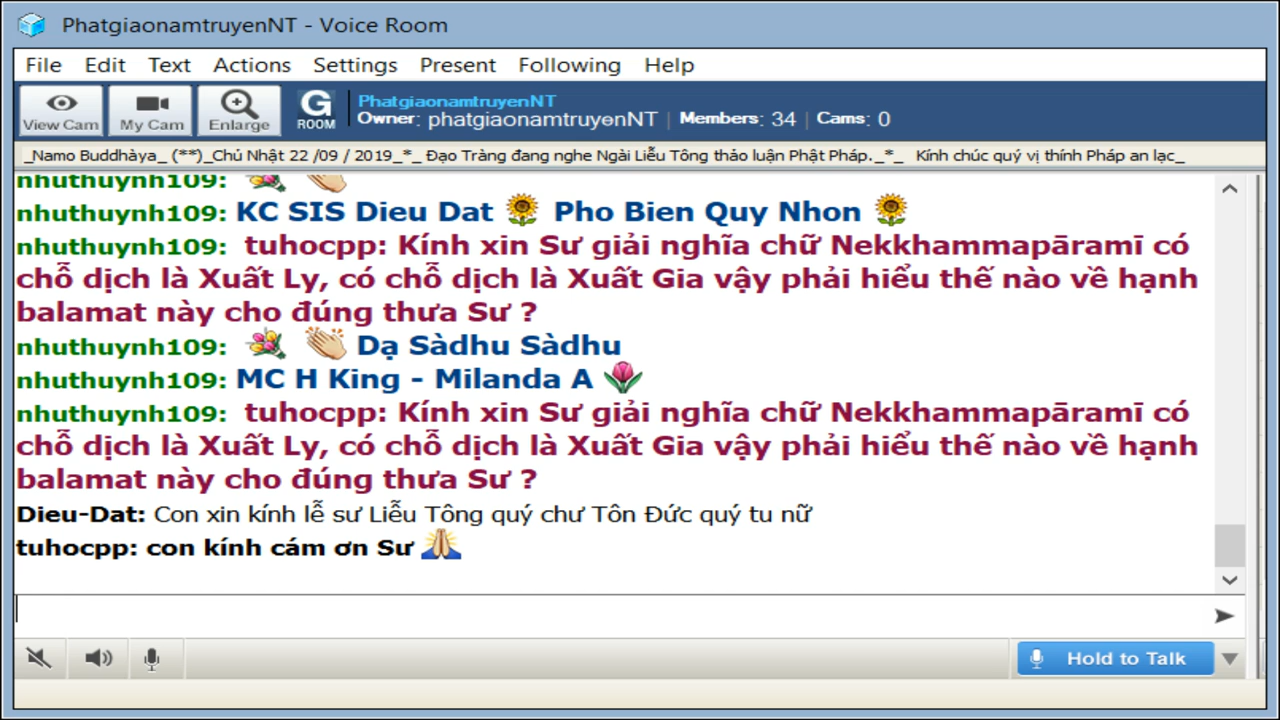 PhatgiaonamtruyenNT - Voice Room
File Edit Text Actions Settings Present Following Help
View Cam My Cam Enlarge G ROOM
PhatgiaonamtruyenNT
Owner: phatgiaonamtruyenNT | Members: 34 | Cams: 0
_Namo Buddhàya_ (**)_Chủ Nhật 22 /09 / 2019_*_ Đạo Tràng đang nghe Ngài Liễu Tông thảo luận Phật Pháp._*_ Kính chúc quý vị thính Pháp an lạc_
nhuthuynh109:
nhuthuynh109: KC SIS Dieu Dat 🌻 Pho Bien Quy Nhon 🌻
nhuthuynh109: tuhocpp: Kính xin Sư giải nghĩa chữ Nekkhammapāramī có
chỗ dịch là Xuất Ly, có chỗ dịch là Xuất Gia vậy phải hiểu thế nào về hạnh
balamat này cho đúng thưa Sư ?
nhuthuynh109: 💐 👏 Dạ Sàdhu Sàdhu
nhuthuynh109: MC H King - Milanda A 🌷
nhuthuynh109: tuhocpp: Kính xin Sư giải nghĩa chữ Nekkhammapāramī có
chỗ dịch là Xuất Ly, có chỗ dịch là Xuất Gia vậy phải hiểu thế nào về hạnh
balamat này cho đúng thưa Sư ?
Dieu-Dat: Con xin kính lễ sư Liễu Tông quý chư Tôn Đức quý tu nữ
tuhocpp: con kính cám ơn Sư 🙏
Hold to Talk